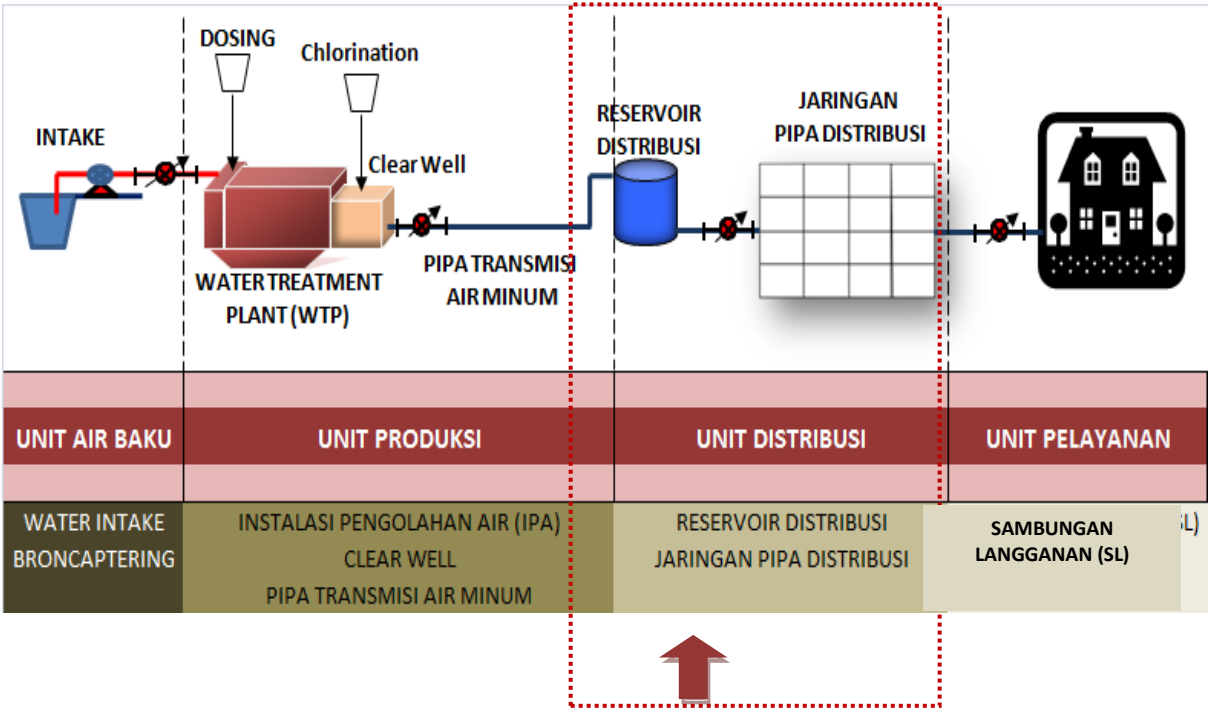 DOSING
Chlorination
INTAKE
Clear Well
WATER TREATMENT
PLANT (WTP)
PIPA TRANSMISI
AIR MINUM
RESERVOIR
DISTRIBUSI
JARINGAN
PIPA DISTRIBUSI
UNIT AIR BAKU
UNIT PRODUKSI
UNIT DISTRIBUSI
UNIT PELAYANAN
WATER INTAKE
BRONCAPTERING
INSTALASI PENGOLAHAN AIR (IPA)
CLEAR WELL
PIPA TRANSMISI AIR MINUM
RESERVOIR DISTRIBUSI
JARINGAN PIPA DISTRIBUSI
SAMBUNGAN
LANGGANAN (SL)